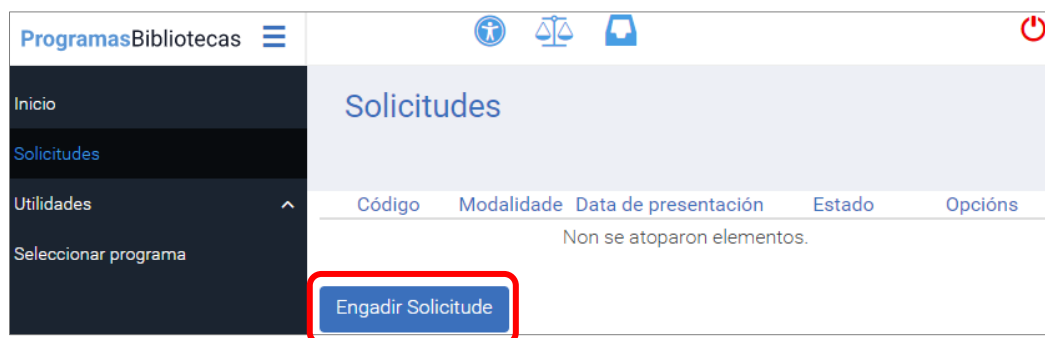 ProgramasBibliotecas
Inicio
Solicitudes
Utilidades
Seleccionar programa
Solicitudes
Código Modalidade Data de presentación Estado Opcións
Non se atoparon elementos.
Engadir Solicitude